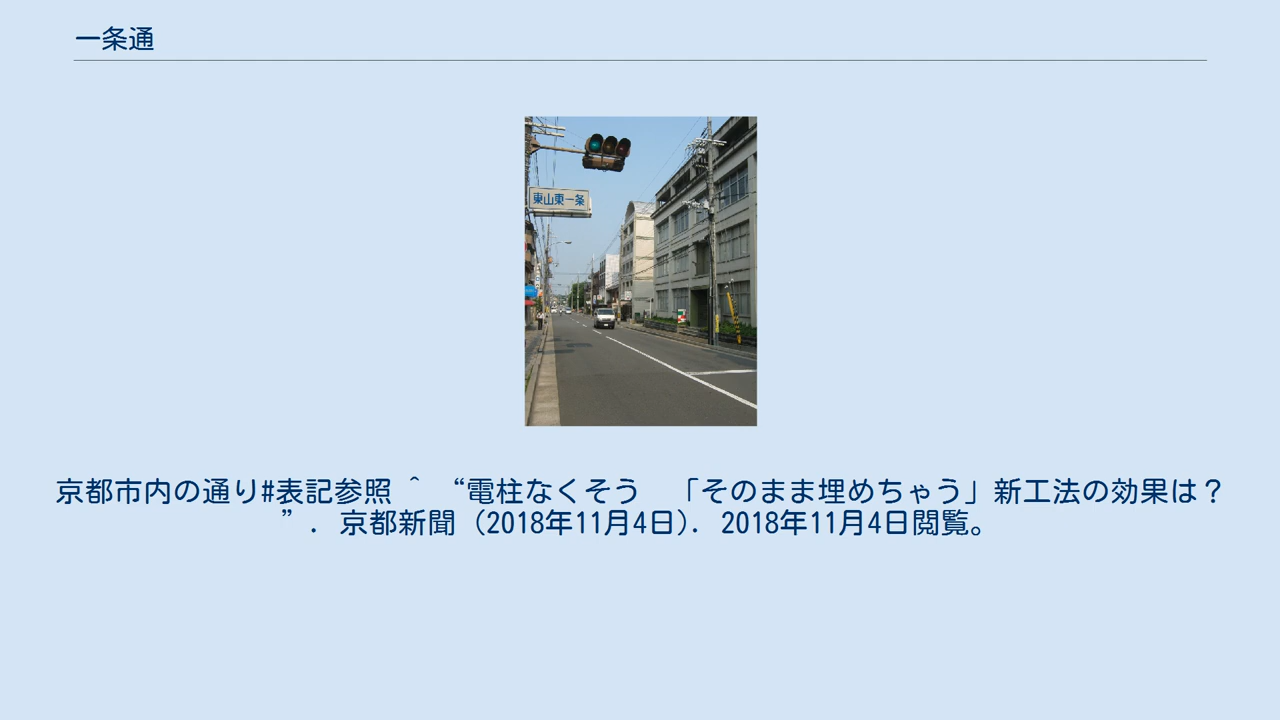 一条通
東山東一条
京都市内の通り#表記参照 ＾ “電柱なくそう　「そのまま埋めちゃう」新工法の効果は？
”. 京都新聞 (2018年11月4日). 2018年11月4日閲覧。